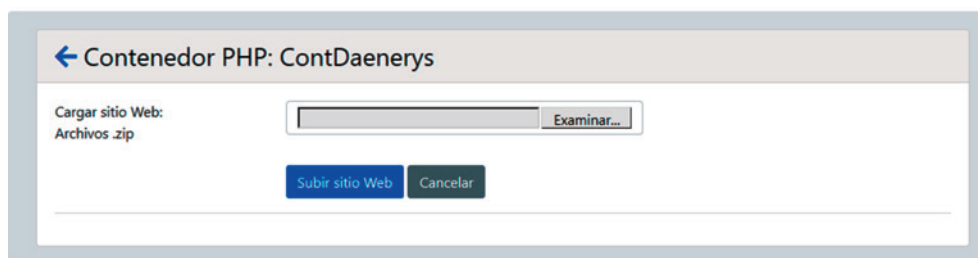 Contenedor PHP: ContDaenerys
Cargar sitio Web:
Archivos .zip
Examinar...
Subir sitio Web
Cancelar